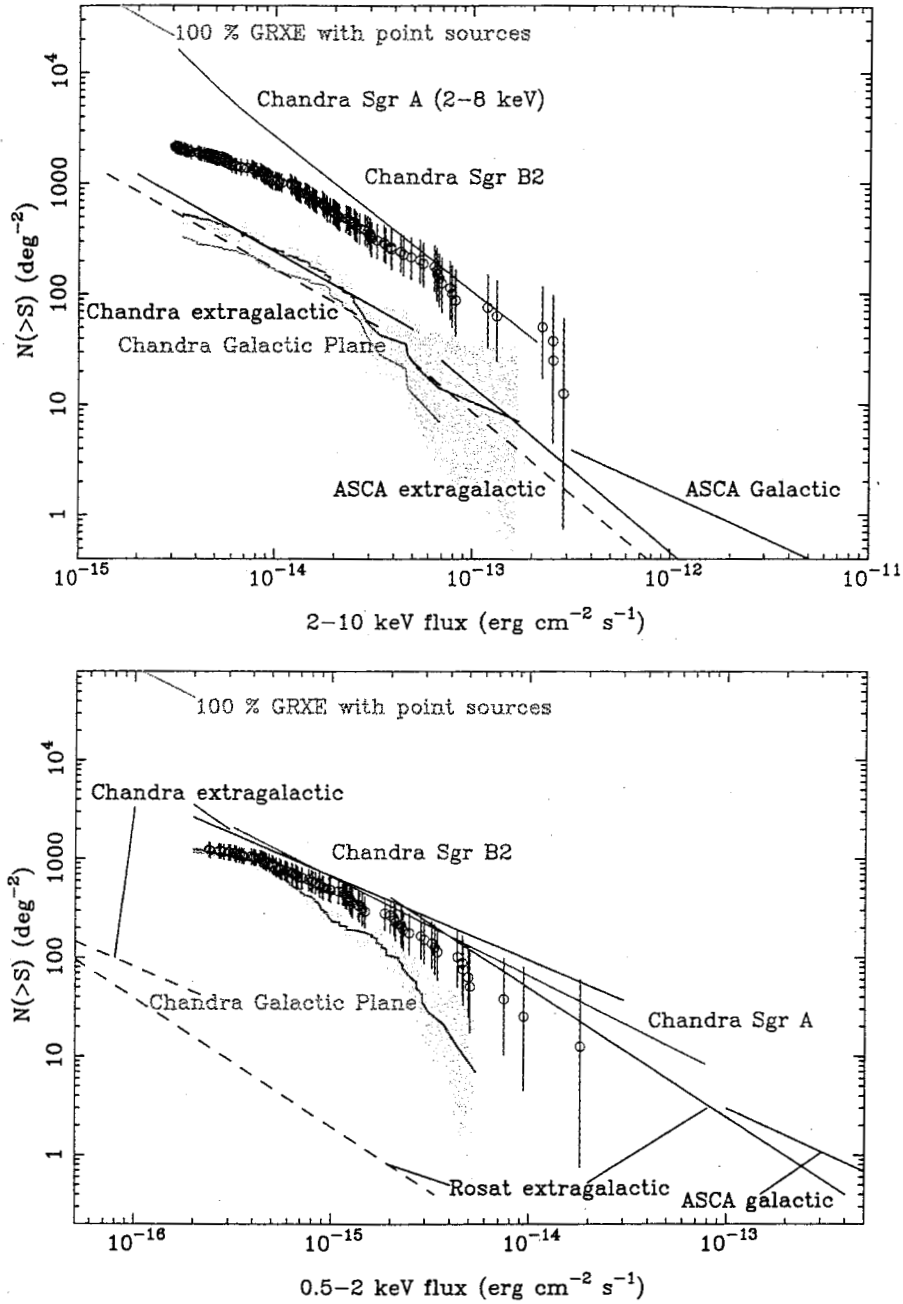 100 % GRXE with point sources
Chandra Sgr A (2−8 keV)
Chandra Sgr B2
Chandra extragalactic
Chandra Galactic Plane
ASCA extragalactic
ASCA Galactic
N(>S) (deg⁻²)
10⁴
1000
100
10
1
10⁻¹⁵
10⁻¹⁴
10⁻¹³
10⁻¹²
10⁻¹¹
2−10 keV flux (erg cm⁻² s⁻¹)
100 % GRXE with point sources
Chandra extragalactic
Chandra Sgr B2
Chandra Galactic Plane
Chandra Sgr A
Rosat extragalactic
ASCA galactic
N(>S) (deg⁻²)
10⁴
1000
100
10
1
10⁻¹⁶
10⁻¹⁵
10⁻¹⁴
10⁻¹³
0.5−2 keV flux (erg cm⁻² s⁻¹)